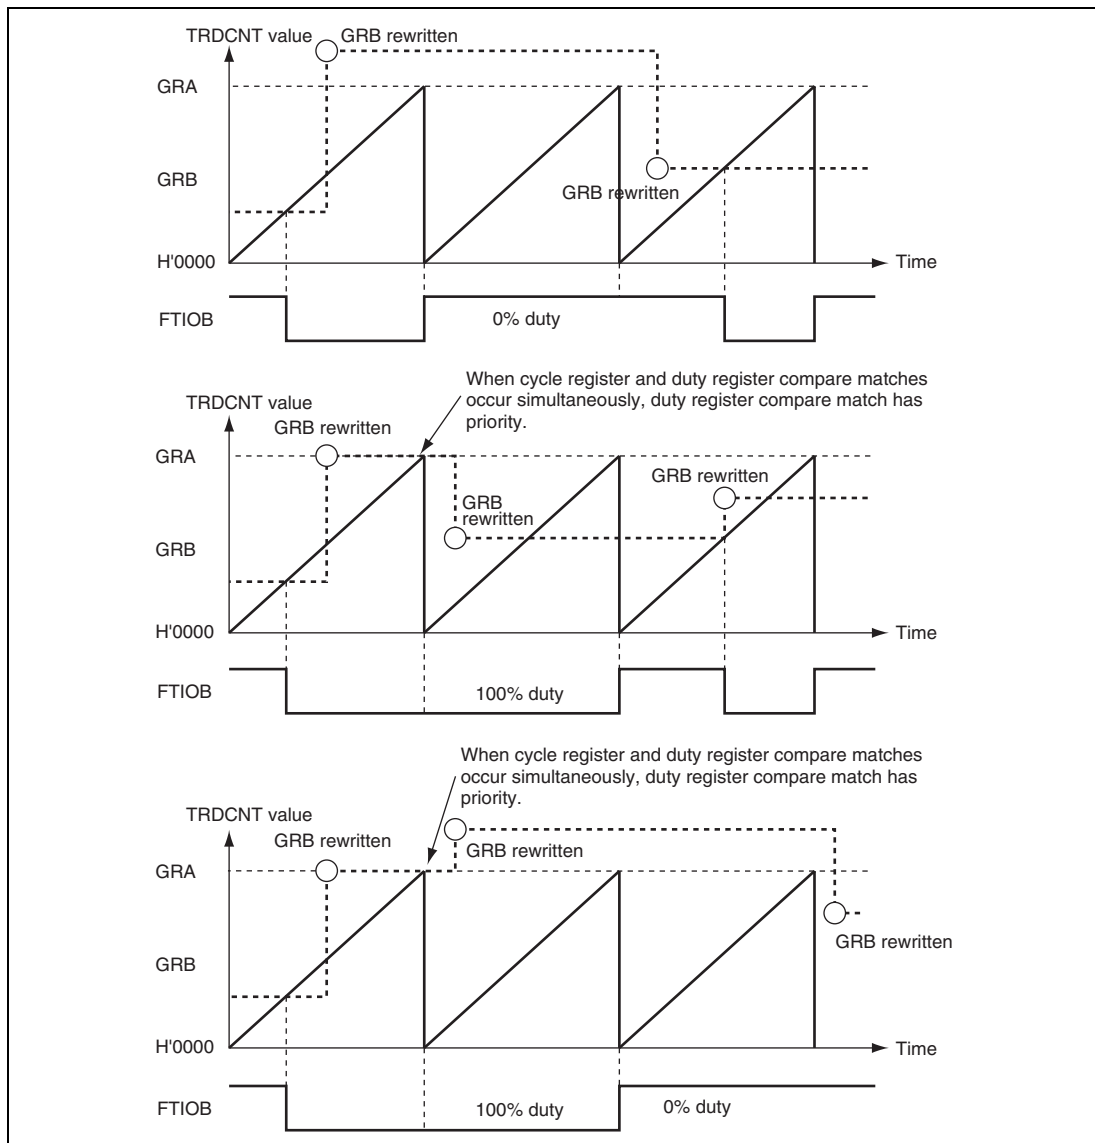 TRDCNT value
GRB rewritten
GRA
GRB
GRB rewritten
H'0000
Time
FTIOB
0% duty
When cycle register and duty register compare matches
occur simultaneously, duty register compare match has
priority.
TRDCNT value
GRB rewritten
GRA
GRB rewritten
GRB
rewritten
GRB
H'0000
Time
FTIOB
100% duty
When cycle register and duty register compare matches
occur simultaneously, duty register compare match has
priority.
TRDCNT value
GRB rewritten
GRB rewritten
GRA
GRB rewritten
GRB
H'0000
Time
FTIOB
100% duty
0% duty